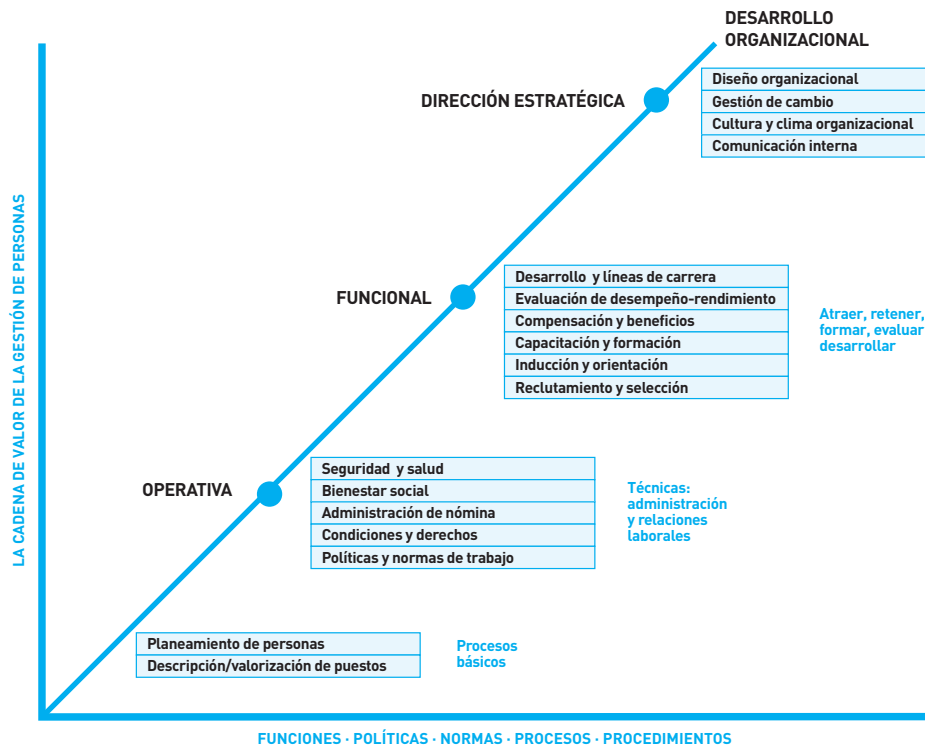 DESARROLLO
ORGANIZACIONAL
DIRECCIÓN ESTRATÉGICA
Diseño organizacional
Gestión de cambio
Cultura y clima organizacional
Comunicación interna
FUNCIONAL
Desarrollo y líneas de carrera
Evaluación de desempeño-rendimiento
Compensación y beneficios
Capacitación y formación
Inducción y orientación
Reclutamiento y selección
Atraer, retener,
formar, evaluar
desarrollar
OPERATIVA
Seguridad y salud
Bienestar social
Administración de nómina
Condiciones y derechos
Políticas y normas de trabajo
Técnicas:
administración
y relaciones
laborales
Planeamiento de personas
Descripción/valorización de puestos
Procesos
básicos
LA CADENA DE VALOR DE LA GESTIÓN DE PERSONAS
FUNCIONES · POLÍTICAS · NORMAS · PROCESOS · PROCEDIMIENTOS